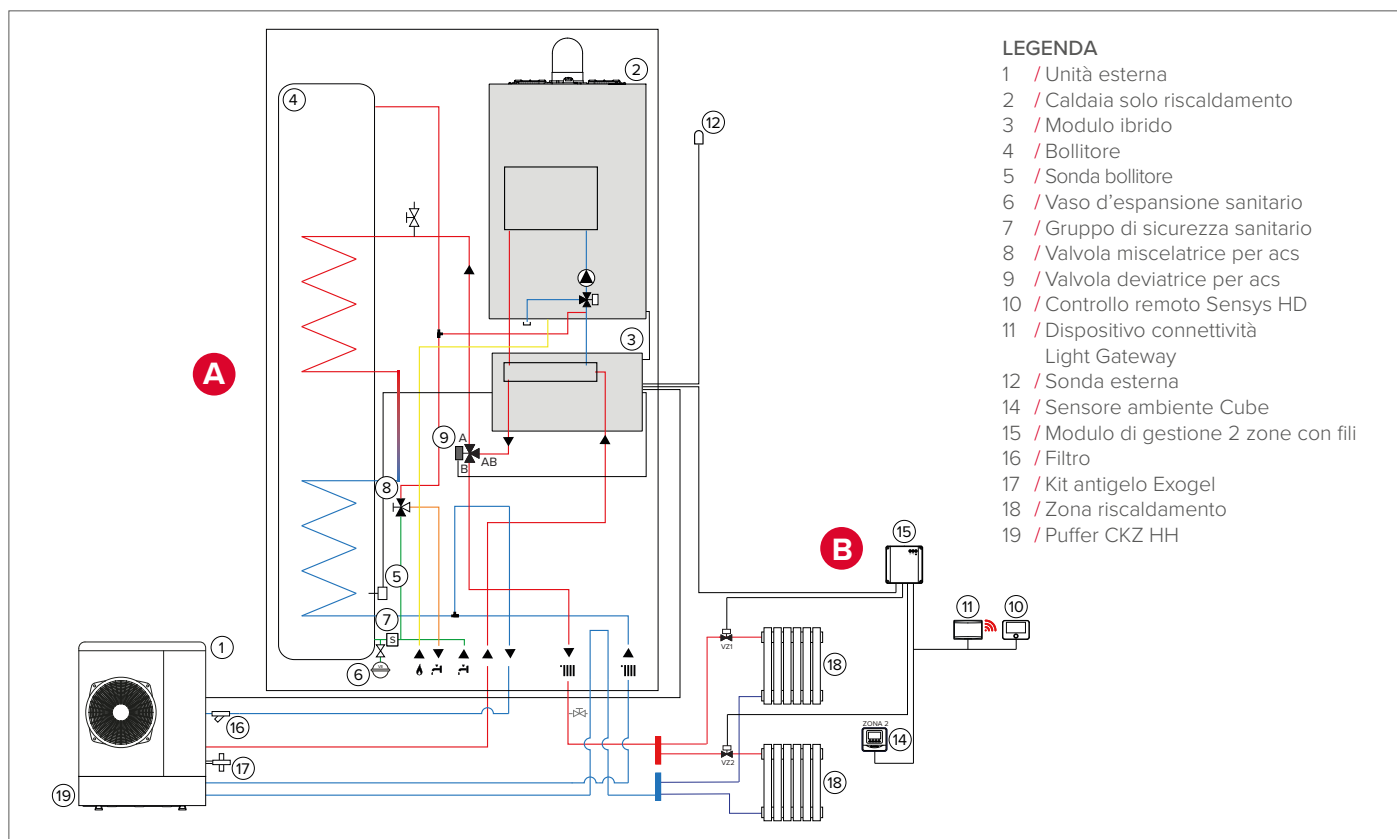 LEGENDA
1 / Unità esterna
2 / Caldaia solo riscaldamento
3 / Modulo ibrido
4 / Bollitore
5 / Sonda bollitore
6 / Vaso d'espansione sanitario
7 / Gruppo di sicurezza sanitario
8 / Valvola miscelatrice per acs
9 / Valvola deviatrice per acs
10 / Controllo remoto Sensys HD
11 / Dispositivo connettività
Light Gateway
12 / Sonda esterna
14 / Sensore ambiente Cube
15 / Modulo di gestione 2 zone con fili
16 / Filtro
17 / Kit antigelo Exogel
18 / Zona riscaldamento
19 / Puffer CKZ HH
2
4
12
3
A
9
A
AB
B
8
5
7
S
6
1
16
17
19
B
15
11
10
VZ1
18
ZONA 2
14
VZ2
18